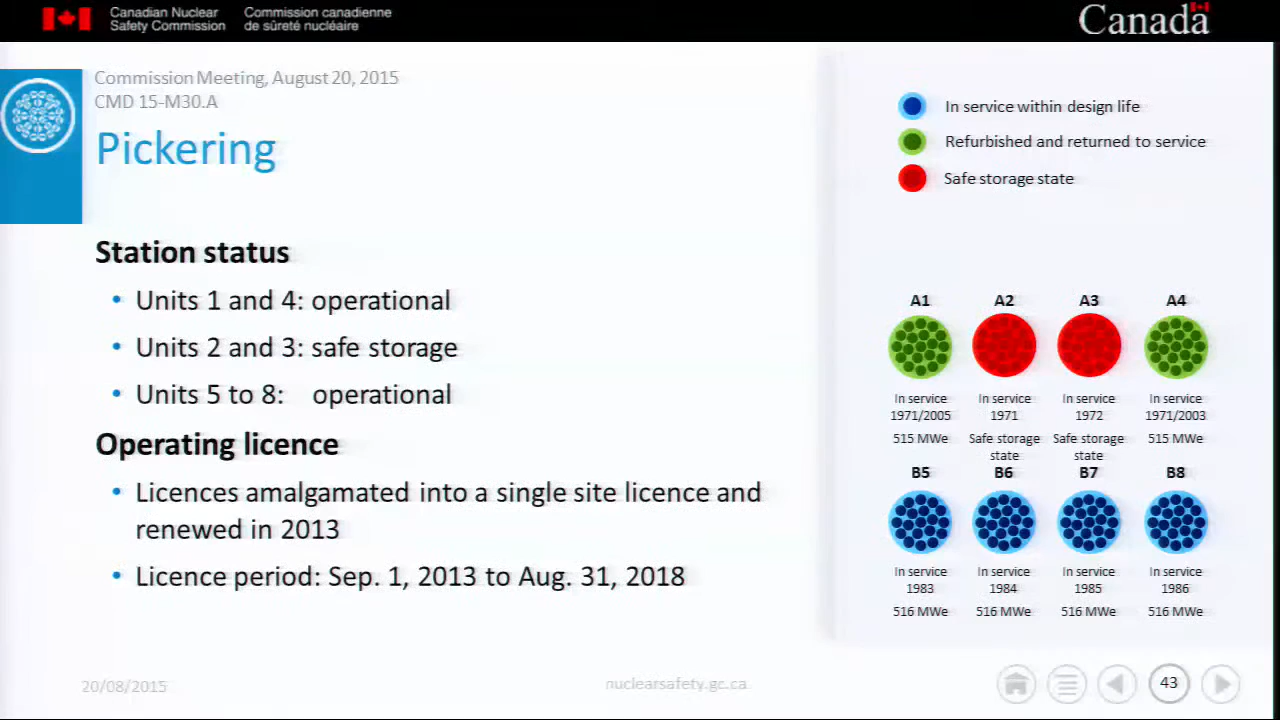 Canadian Nuclear
Safety Commission
Commission canadienne
de sûreté nucléaire
Canada
Commission Meeting, August 20, 2015
CMD 15-M30.A
Pickering
Station status
• Units 1 and 4: operational
• Units 2 and 3: safe storage
• Units 5 to 8: operational
Operating licence
• Licences amalgamated into a single site licence and
renewed in 2013
• Licence period: Sep. 1, 2013 to Aug. 31, 2018
In service within design life
Refurbished and returned to service
Safe storage state
A1 A2 A3 A4
In service In service In service In service
1971/2005 1971 1972 1971/2003
515 MWe Safe storage Safe storage 515 MWe
state state
B5 B6 B7 B8
In service In service In service In service
1983 1984 1985 1986
516 MWe 516 MWe 516 MWe 516 MWe
20/08/2015
nuclearsafety.gc.ca
43